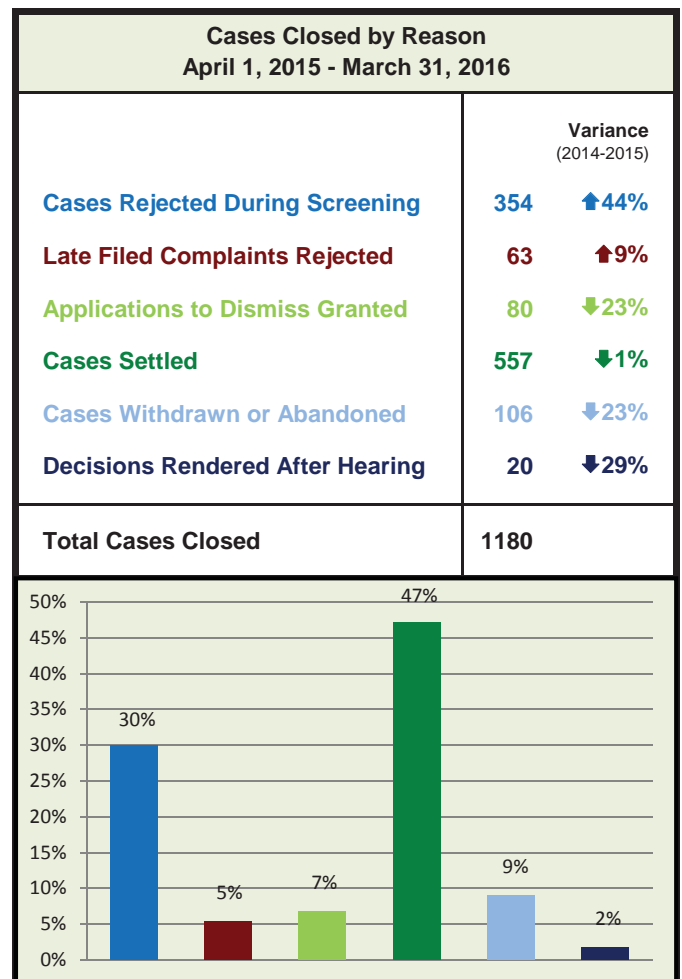 Cases Closed by Reason
April 1, 2015 - March 31, 2016
Variance
(2014-2015)
Cases Rejected During Screening 354 ⬆44%
Late Filed Complaints Rejected 63 ⬆9%
Applications to Dismiss Granted 80 ⬇23%
Cases Settled 557 ⬇1%
Cases Withdrawn or Abandoned 106 ⬇23%
Decisions Rendered After Hearing 20 ⬇29%
Total Cases Closed 1180
50%
45%
40%
35%
30%
25%
20%
15%
10%
5%
0%
30%
5%
7%
47%
9%
2%